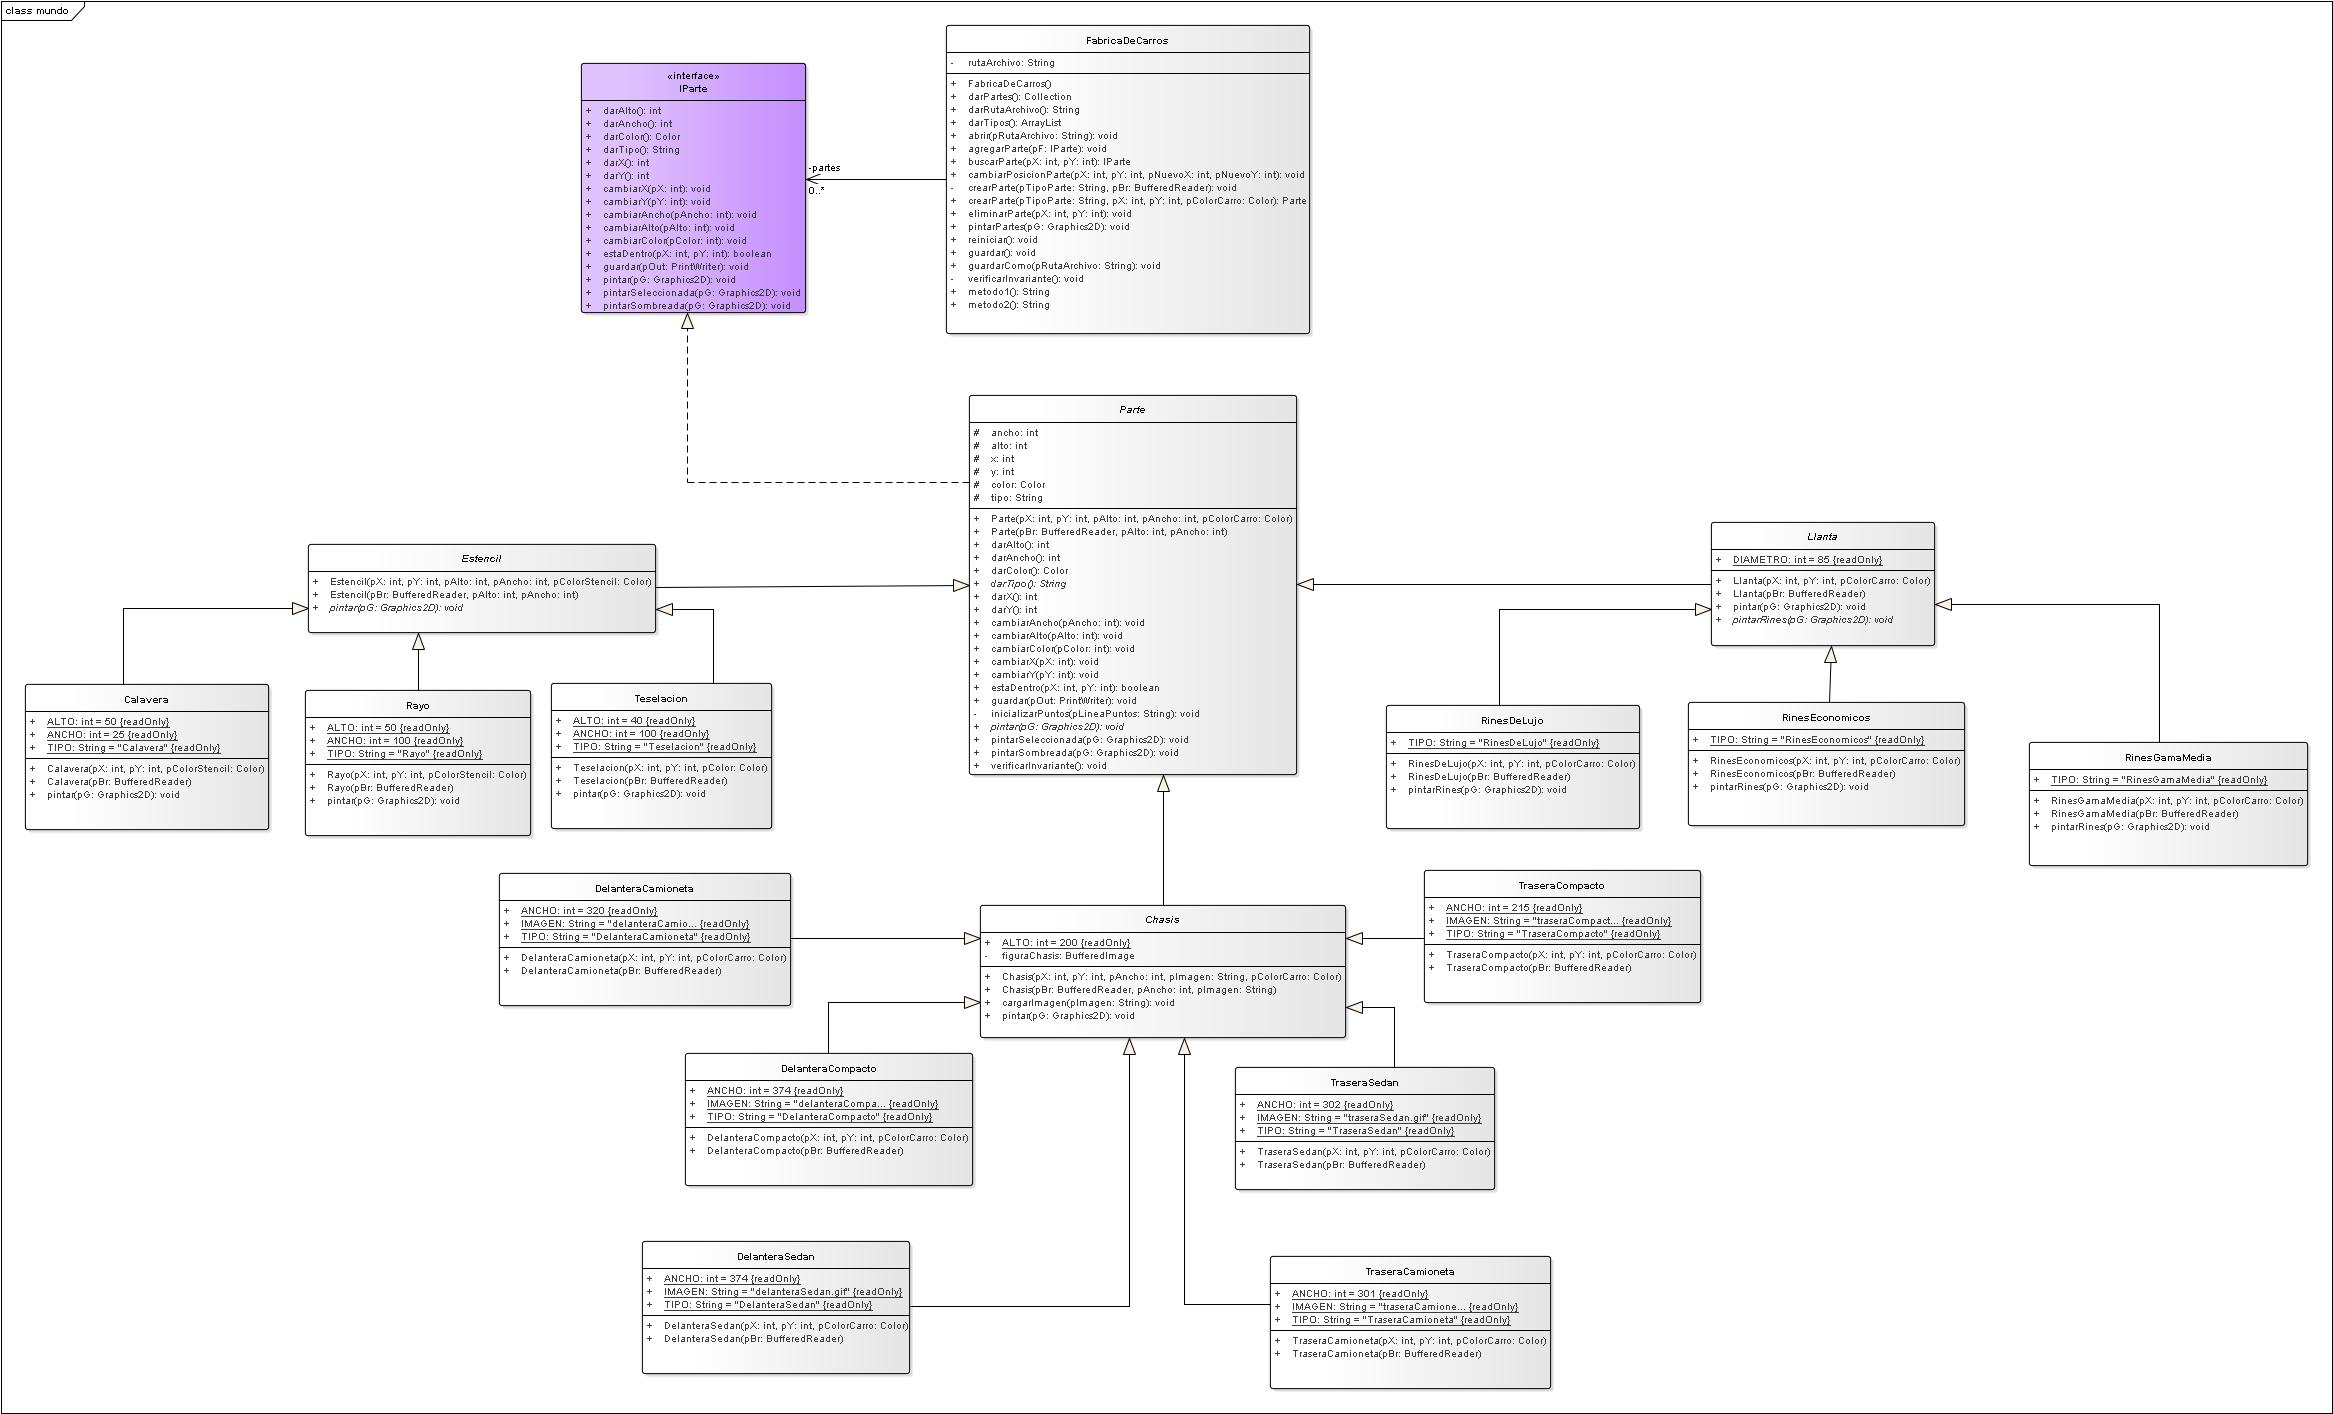 class mundo
FabricaDeCarros
- rutaArchivo: String
+ FabricaDeCarros()
+ darPartes(): Collection
+ darRutaArchivo(): String
+ darTipos(): ArrayList
+ abrir(pRutaArchivo: String): void
+ agregarParte(pF: IParte): void
+ buscarParte(pX: int, pY: int): IParte
+ cambiarPosicionParte(pX: int, pY: int, pNuevoX: int, pNuevoY: int): void
- crearParte(pTipoParte: String, pBr: BufferedReader): void
+ crearParte(pTipoParte: String, pX: int, pY: int, pColorCarro: Color): Parte
+ eliminarParte(pX: int, pY: int): void
+ pintarPartes(pG: Graphics2D): void
+ reiniciar(): void
+ guardar(): void
+ guardarComo(pRutaArchivo: String): void
- verificarInvariante(): void
+ metodo1(): String
+ metodo2(): String
«interface»
IParte
+ darAlto(): int
+ darAncho(): int
+ darColor(): Color
+ darTipo(): String
+ darX(): int
+ darY(): int
+ cambiarX(pX: int): void
+ cambiarY(pY: int): void
+ cambiarAncho(pAncho: int): void
+ cambiarAlto(pAlto: int): void
+ cambiarColor(pColor: int): void
+ estaDentro(pX: int, pY: int): boolean
+ guardar(pOut: PrintWriter): void
+ pintar(pG: Graphics2D): void
+ pintarSeleccionada(pG: Graphics2D): void
+ pintarSombreada(pG: Graphics2D): void
-partes
0..*
Parte
# ancho: int
# alto: int
# x: int
# y: int
# color: Color
# tipo: String
+ Parte(pX: int, pY: int, pAlto: int, pAncho: int, pColorCarro: Color)
+ Parte(pBr: BufferedReader, pAlto: int, pAncho: int)
+ darAlto(): int
+ darAncho(): int
+ darColor(): Color
+ darTipo(): String
+ darX(): int
+ darY(): int
+ cambiarAncho(pAncho: int): void
+ cambiarAlto(pAlto: int): void
+ cambiarColor(pColor: int): void
+ cambiarX(pX: int): void
+ cambiarY(pY: int): void
+ estaDentro(pX: int, pY: int): boolean
+ guardar(pOut: PrintWriter): void
- inicializarPuntos(pLineaPuntos: String): void
+ pintar(pG: Graphics2D): void
+ pintarSeleccionada(pG: Graphics2D): void
+ pintarSombreada(pG: Graphics2D): void
+ verificarInvariante(): void
Estencil
+ Estencil(pX: int, pY: int, pAlto: int, pAncho: int, pColorStencil: Color)
+ Estencil(pBr: BufferedReader, pAlto: int, pAncho: int)
+ pintar(pG: Graphics2D): void
Llanta
+ DIAMETRO: int = 85 {readOnly}
+ Llanta(pX: int, pY: int, pColorCarro: Color)
+ Llanta(pBr: BufferedReader)
+ pintar(pG: Graphics2D): void
+ pintarRines(pG: Graphics2D): void
Calavera
+ ALTO: int = 50 {readOnly}
+ ANCHO: int = 25 {readOnly}
+ TIPO: String = "Calavera" {readOnly}
+ Calavera(pX: int, pY: int, pColorStencil: Color)
+ Calavera(pBr: BufferedReader)
+ pintar(pG: Graphics2D): void
Rayo
+ ALTO: int = 50 {readOnly}
+ ANCHO: int = 100 {readOnly}
+ TIPO: String = "Rayo" {readOnly}
+ Rayo(pX: int, pY: int, pColorStencil: Color)
+ Rayo(pBr: BufferedReader)
+ pintar(pG: Graphics2D): void
Teselacion
+ ALTO: int = 40 {readOnly}
+ ANCHO: int = 100 {readOnly}
+ TIPO: String = "Teselacion" {readOnly}
+ Teselacion(pX: int, pY: int, pColor: Color)
+ Teselacion(pBr: BufferedReader)
+ pintar(pG: Graphics2D): void
RinesDeLujo
+ TIPO: String = "RinesDeLujo" {readOnly}
+ RinesDeLujo(pX: int, pY: int, pColorCarro: Color)
+ RinesDeLujo(pBr: BufferedReader)
+ pintarRines(pG: Graphics2D): void
RinesEconomicos
+ TIPO: String = "RinesEconomicos" {readOnly}
+ RinesEconomicos(pX: int, pY: int, pColorCarro: Color)
+ RinesEconomicos(pBr: BufferedReader)
+ pintarRines(pG: Graphics2D): void
RinesGamaMedia
+ TIPO: String = "RinesGamaMedia" {readOnly}
+ RinesGamaMedia(pX: int, pY: int, pColorCarro: Color)
+ RinesGamaMedia(pBr: BufferedReader)
+ pintarRines(pG: Graphics2D): void
DelanteraCamioneta
+ ANCHO: int = 320 {readOnly}
+ IMAGEN: String = "delanteraCamio... {readOnly}
+ TIPO: String = "DelanteraCamioneta" {readOnly}
+ DelanteraCamioneta(pX: int, pY: int, pColorCarro: Color)
+ DelanteraCamioneta(pBr: BufferedReader)
Chasis
+ ALTO: int = 200 {readOnly}
- figuraChasis: BufferedImage
+ Chasis(pX: int, pY: int, pAncho: int, pImagen: String, pColorCarro: Color)
+ Chasis(pBr: BufferedReader, pAncho: int, pImagen: String)
+ cargarImagen(pImagen: String): void
+ pintar(pG: Graphics2D): void
TraseraCompacto
+ ANCHO: int = 215 {readOnly}
+ IMAGEN: String = "traseraCompact... {readOnly}
+ TIPO: String = "TraseraCompacto" {readOnly}
+ TraseraCompacto(pX: int, pY: int, pColorCarro: Color)
+ TraseraCompacto(pBr: BufferedReader)
DelanteraCompacto
+ ANCHO: int = 374 {readOnly}
+ IMAGEN: String = "delanteraCompa... {readOnly}
+ TIPO: String = "DelanteraCompacto" {readOnly}
+ DelanteraCompacto(pX: int, pY: int, pColorCarro: Color)
+ DelanteraCompacto(pBr: BufferedReader)
TraseraSedan
+ ANCHO: int = 302 {readOnly}
+ IMAGEN: String = "traseraSedan.gif" {readOnly}
+ TIPO: String = "TraseraSedan" {readOnly}
+ TraseraSedan(pX: int, pY: int, pColorCarro: Color)
+ TraseraSedan(pBr: BufferedReader)
DelanteraSedan
+ ANCHO: int = 374 {readOnly}
+ IMAGEN: String = "delanteraSedan.gif" {readOnly}
+ TIPO: String = "DelanteraSedan" {readOnly}
+ DelanteraSedan(pX: int, pY: int, pColorCarro: Color)
+ DelanteraSedan(pBr: BufferedReader)
TraseraCamioneta
+ ANCHO: int = 301 {readOnly}
+ IMAGEN: String = "traseraCamione... {readOnly}
+ TIPO: String = "TraseraCamioneta" {readOnly}
+ TraseraCamioneta(pX: int, pY: int, pColorCarro: Color)
+ TraseraCamioneta(pBr: BufferedReader)